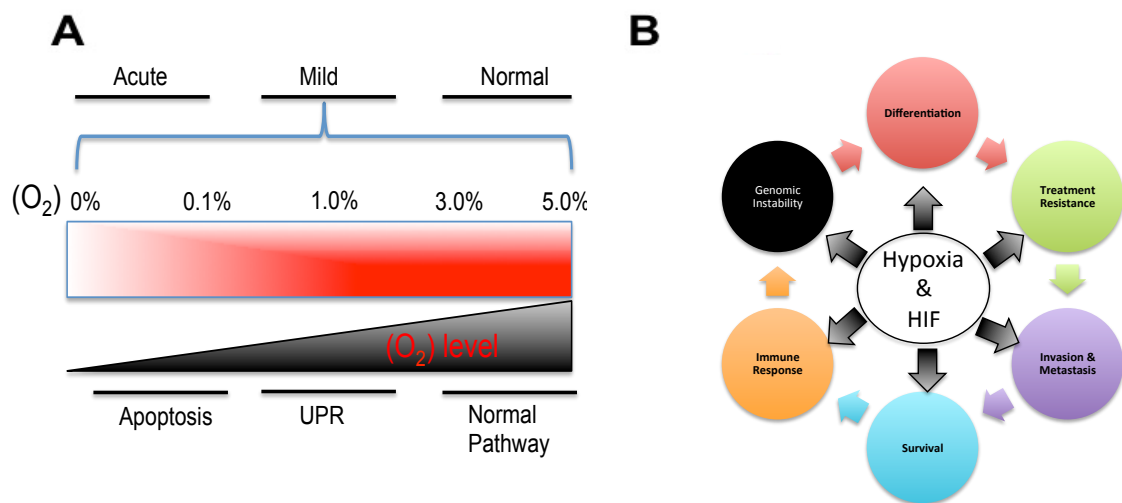 A
Acute Mild Normal
(O₂) 0% 0.1% 1.0% 3.0% 5.0%
(O₂) level
Apoptosis UPR Normal
Pathway
B
Differentiation
Genomic
Instability
Treatment
Resistance
Hypoxia
&
HIF
Immune
Response
Invasion &
Metastasis
Survival